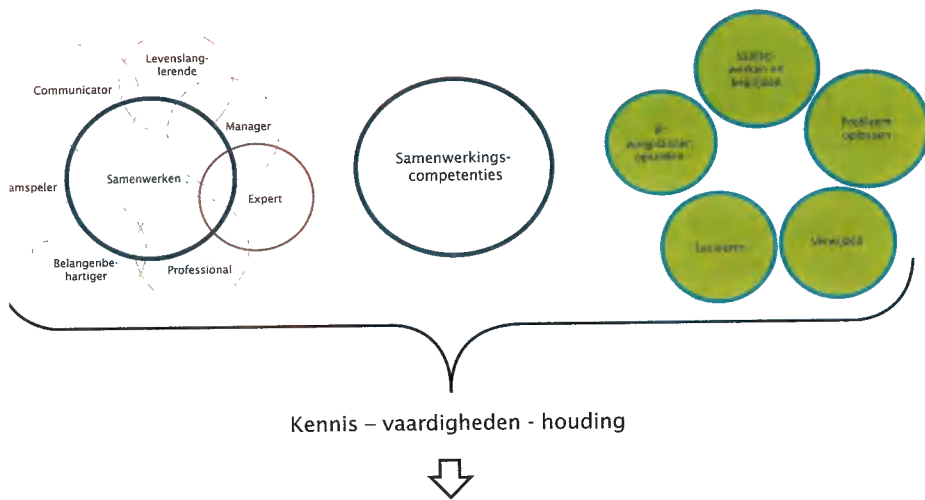 Levenslang-
lerende
Communicator
Manager
Samenwerken
amspeler
Expert
Belangenbe-
hartiger
Professional
Samenwerkings-
competenties
Probleem
oplossen
Kennis – vaardigheden - houding